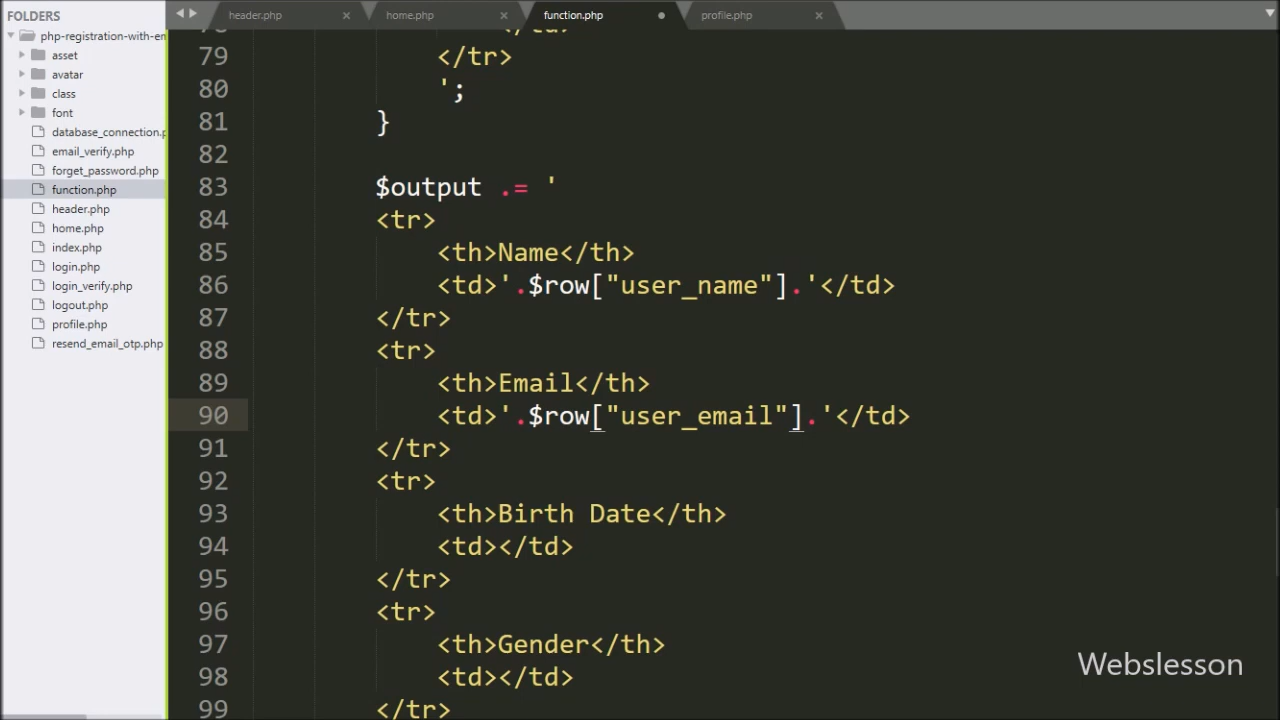 FOLDERS
php-registration-with-em
asset
avatar
class
font
database_connection.p
email_verify.php
forget_password.php
function.php
header.php
home.php
index.php
login.php
login_verify.php
logout.php
profile.php
resend_email_otp.php
header.php × home.php × function.php profile.php ×
78 </td>
79 </tr>
80 ';
81 }
82
83 $output .= '
84 <tr>
85 <th>Name</th>
86 <td>'.$row["user_name"].'</td>
87 </tr>
88 <tr>
89 <th>Email</th>
90 <td>'.$row["user_email"].'</td>
91 </tr>
92 <tr>
93 <th>Birth Date</th>
94 <td></td>
95 </tr>
96 <tr>
97 <th>Gender</th>
98 <td></td>
99 </tr>
Webslesson